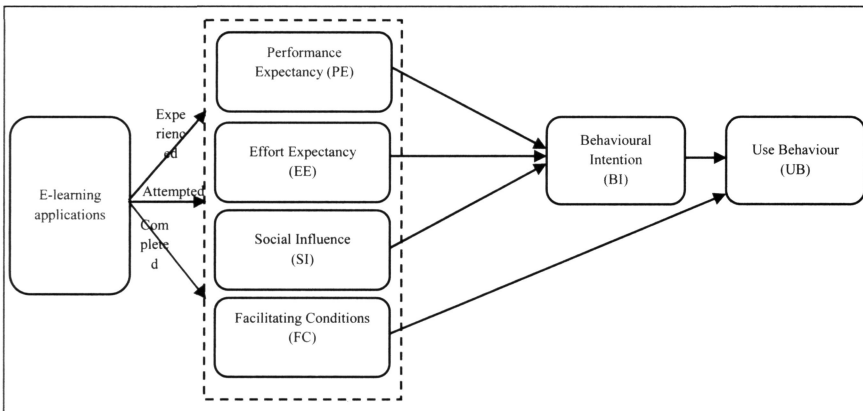 E-learning
applications
Expe
rienc
ed
Attempted
Com
plete
d
Performance
Expectancy (PE)
Effort Expectancy
(EE)
Social Influence
(SI)
Facilitating Conditions
(FC)
Behavioural
Intention
(BI)
Use Behaviour
(UB)